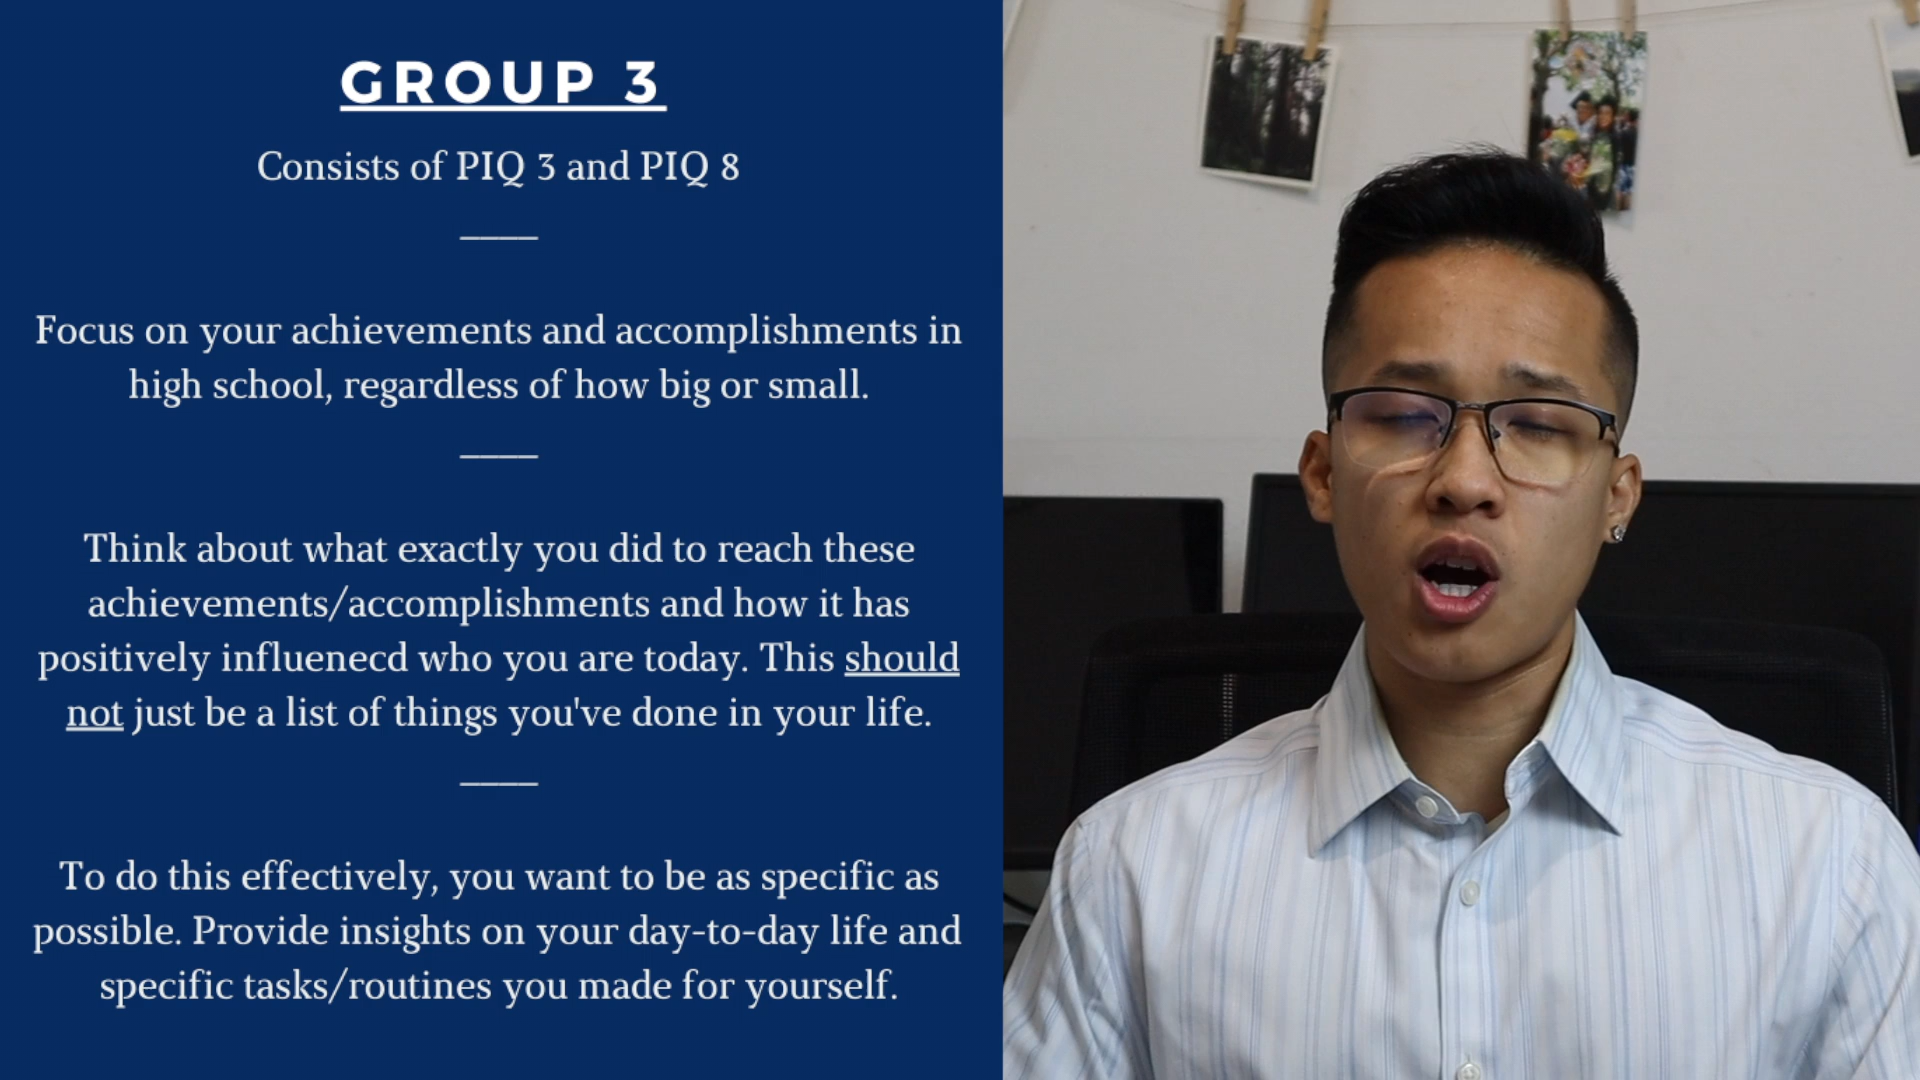 GROUP 3
Consists of PIQ 3 and PIQ 8
Focus on your achievements and accomplishments in
high school, regardless of how big or small.
Think about what exactly you did to reach these
achievements/accomplishments and how it has
positively influenecd who you are today. This should
not just be a list of things you've done in your life.
To do this effectively, you want to be as specific as
possible. Provide insights on your day-to-day life and
specific tasks/routines you made for yourself.